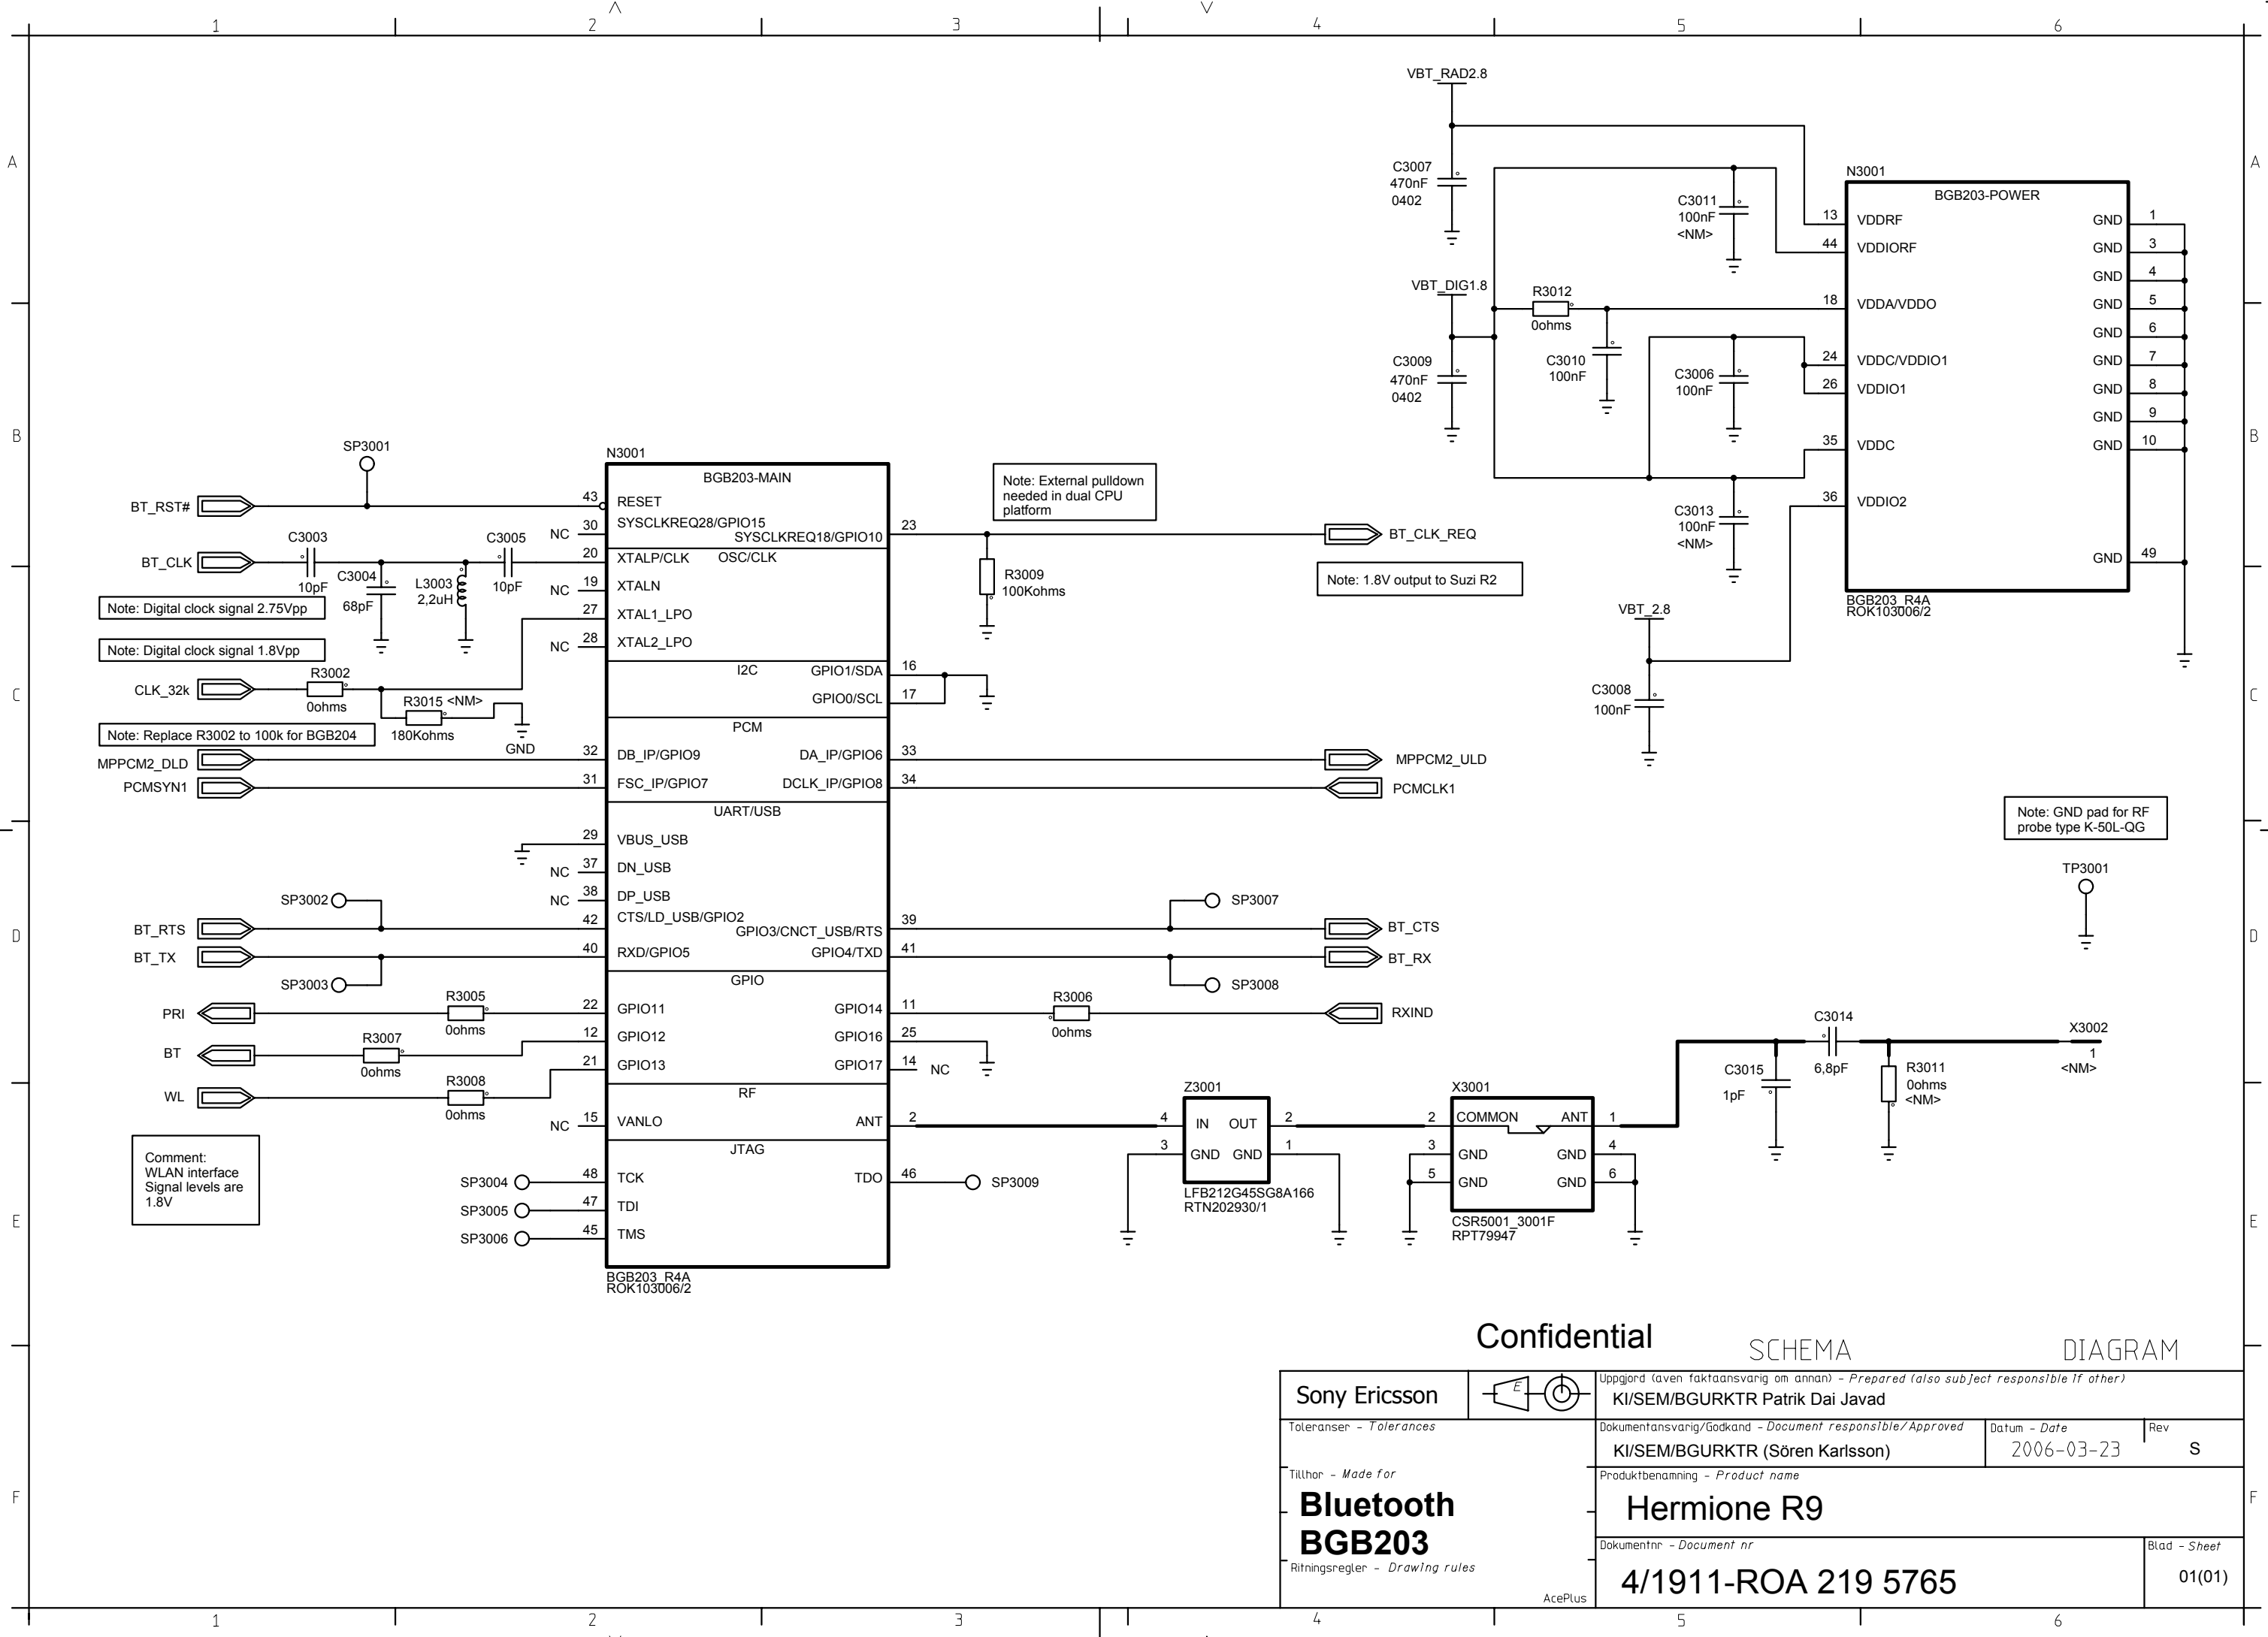 1 2 3 4 5 6
A
B
C
D
E
F
A
B
C
D
E
F
VBT_RAD2.8
C3007
470nF
0402
C3011
100nF
<NM>
N3001
BGB203-POWER
13 VDDRF
44 VDDIORF
18 VDDA/VDDO
24 VDDC/VDDIO1
26 VDDIO1
35 VDDC
36 VDDIO2
GND 1
GND 3
GND 4
GND 5
GND 6
GND 7
GND 8
GND 9
GND 10
GND 49
BGB203_R4A
ROK103006/2
VBT_DIG1.8
R3012
0ohms
C3009
470nF
0402
C3010
100nF
C3006
100nF
C3013
100nF
<NM>
VBT_2.8
C3008
100nF
SP3001
BT_RST#
C3003
10pF
C3005
10pF
BT_CLK
C3004
68pF
L3003
2,2uH
Note: Digital clock signal 2.75Vpp
Note: Digital clock signal 1.8Vpp
R3002
0ohms
CLK_32k
R3015 <NM>
180Kohms
GND
Note: Replace R3002 to 100k for BGB204
MPPCM2_DLD
PCMSYN1
N3001
BGB203-MAIN
43 RESET
NC 30 SYSCLKREQ28/GPIO15
SYSCLKREQ18/GPIO10 23
20 XTALP/CLK OSC/CLK
NC 19 XTALN
27 XTAL1_LPO
NC 28 XTAL2_LPO
I2C GPIO1/SDA 16
GPIO0/SCL 17
PCM
32 DB_IP/GPIO9 DA_IP/GPIO6 33
31 FSC_IP/GPIO7 DCLK_IP/GPIO8 34
UART/USB
29 VBUS_USB
NC 37 DN_USB
NC 38 DP_USB
42 CTS/LD_USB/GPIO2
GPIO3/CNCT_USB/RTS 39
40 RXD/GPIO5 GPIO4/TXD 41
GPIO
22 GPIO11 GPIO14 11
12 GPIO12 GPIO16 25
21 GPIO13 GPIO17 14 NC
RF
NC 15 VANLO ANT 2
JTAG
48 TCK TDO 46
47 TDI
45 TMS
BGB203_R4A
ROK103006/2
Note: External pulldown
needed in dual CPU
platform
BT_CLK_REQ
R3009
100Kohms
Note: 1.8V output to Suzi R2
MPPCM2_ULD
PCMCLK1
SP3002
BT_RTS
BT_TX
SP3003
SP3007
BT_CTS
BT_RX
SP3008
PRI
R3005
0ohms
BT
R3007
0ohms
WL
R3008
0ohms
R3006
0ohms
RXIND
Comment:
WLAN interface
Signal levels are
1.8V
SP3004
SP3005
SP3006
SP3009
Z3001
4 IN OUT 2
3 GND GND 1
LFB212G45SG8A166
RTN202930/1
X3001
2 COMMON ANT 1
3 GND GND 4
5 GND GND 6
CSR5001_3001F
RPT79947
Note: GND pad for RF
probe type K-50L-QG
TP3001
C3014
6,8pF
C3015
1pF
R3011
0ohms
<NM>
X3002
1
<NM>
Confidential
SCHEMA DIAGRAM
Sony Ericsson
E
Uppgjord (aven faktaansvarig om annan) - Prepared (also subject responsible if other)
KI/SEM/BGURKTR Patrik Dai Javad
Toleranser - Tolerances
Dokumentansvarig/Godkand - Document responsible/Approved
KI/SEM/BGURKTR (Sören Karlsson)
Datum - Date
2006-03-23
Rev
S
Tillhor - Made for
Bluetooth
BGB203
Produktbenamning - Product name
Hermione R9
Ritningsregler - Drawing rules
AcePlus
Dokumentnr - Document nr
4/1911-ROA 219 5765
Blad - Sheet
01(01)
1 2 3 4 5 6